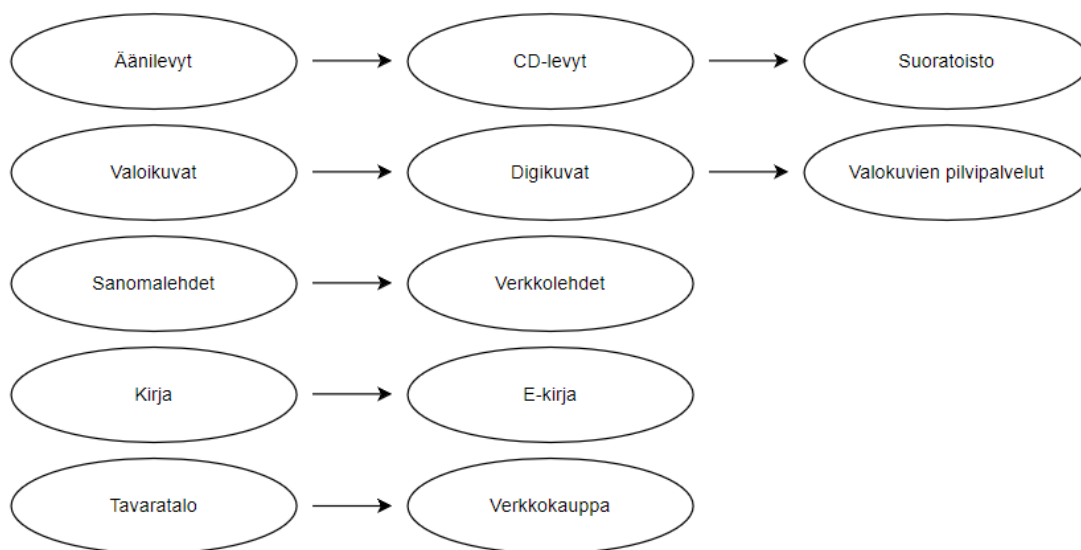 Äänilevyt
CD-levyt
Suoratoisto
Valoikuvat
Digikuvat
Valokuvien pilvipalvelut
Sanomalehdet
Verkkolehdet
Kirja
E-kirja
Tavaratalo
Verkkokauppa